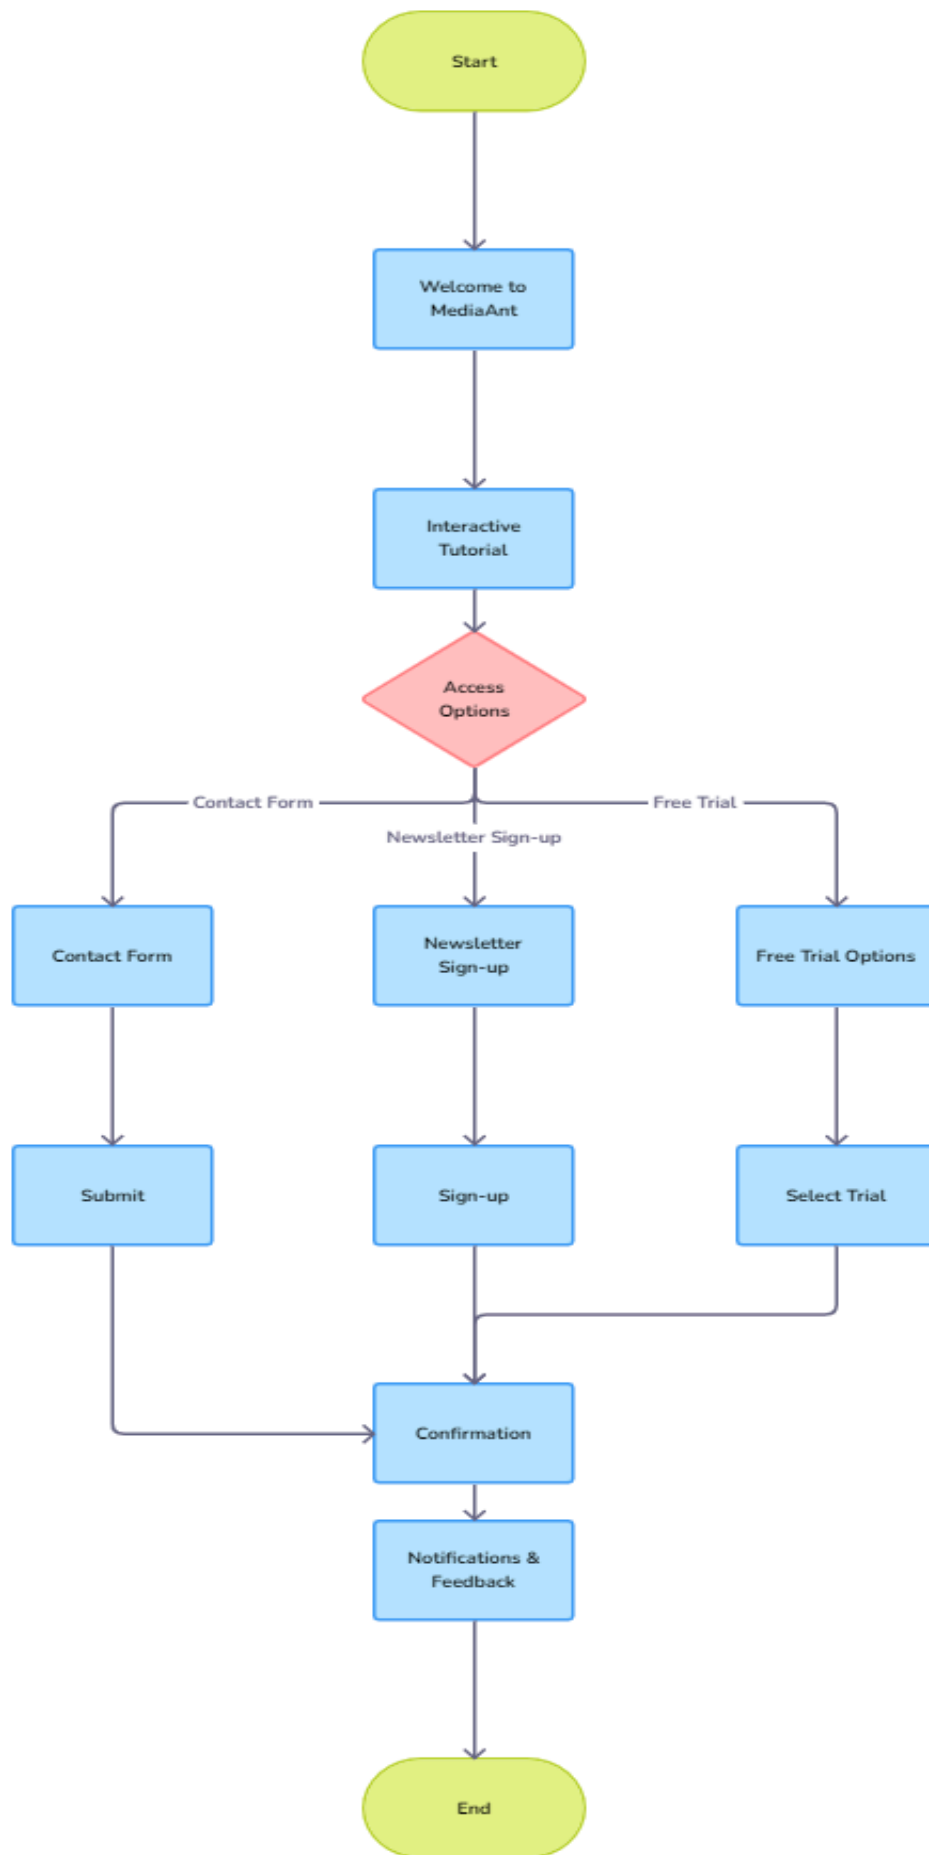 Start
Welcome to
MediaAnt
Interactive
Tutorial
Access
Options
Contact Form
Free Trial
Newsletter Sign-up
Contact Form
Newsletter
Sign-up
Free Trial Options
Submit
Sign-up
Select Trial
Confirmation
Notifications &
Feedback
End